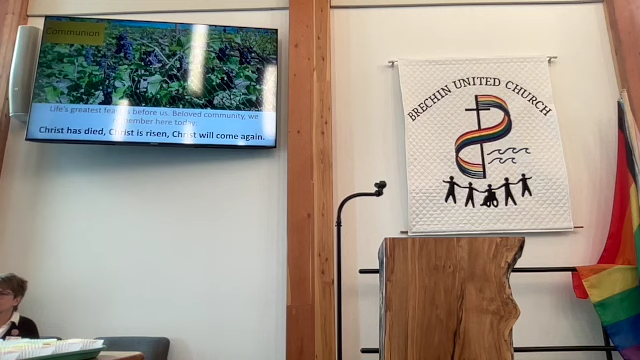 Communion
Life's greatest feast is before us. Beloved community, we
remember here today.
Christ has died, Christ is risen, Christ will come again.
BRECHIN UNITED CHURCH